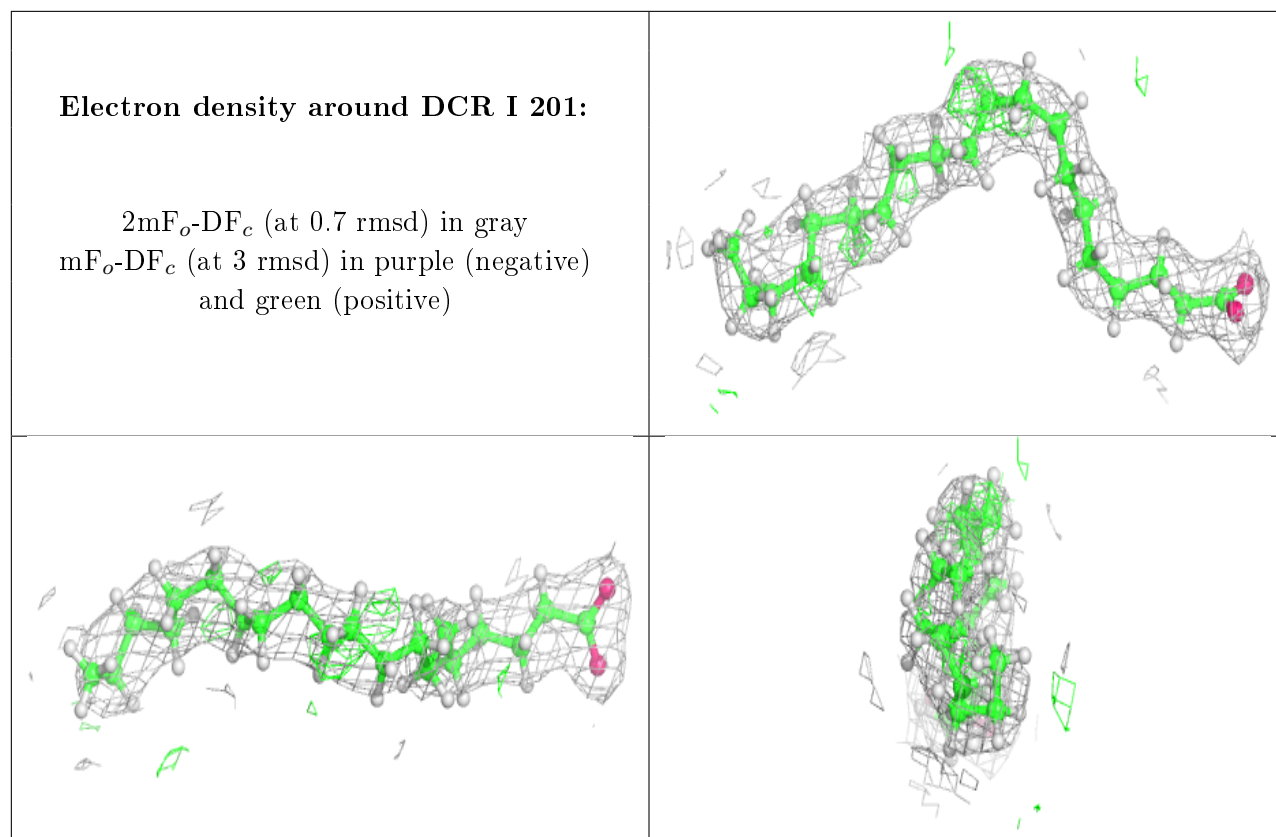 Electron density around DCR I 201:
2mFₒ-DF𝒸 (at 0.7 rmsd) in gray
mFₒ-DF𝒸 (at 3 rmsd) in purple (negative)
and green (positive)